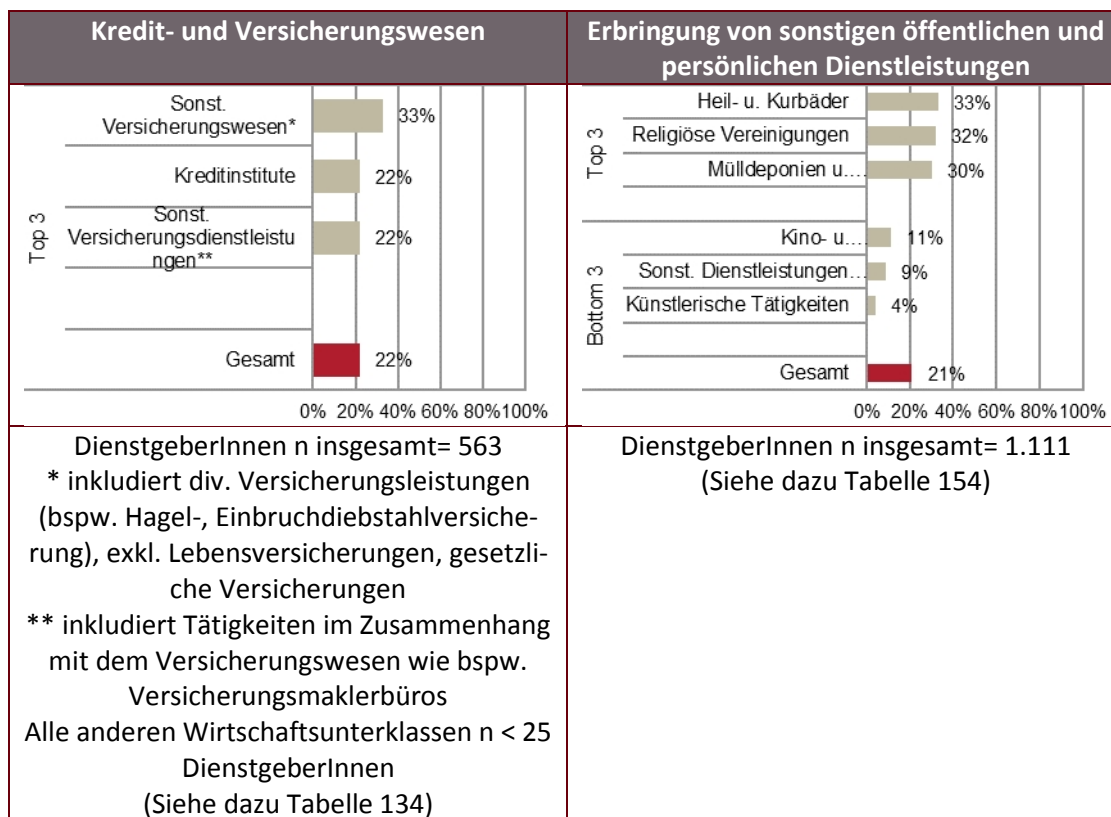 Kredit- und Versicherungswesen
Top 3
Sonst.
Versicherungswesen*
33%
Kreditinstitute
22%
Sonst.
Versicherungsdienstleistu
ngen**
22%
Gesamt
22%
0% 20% 40% 60% 80%100%
DienstgeberInnen n insgesamt= 563
* inkludiert div. Versicherungsleistungen
(bspw. Hagel-, Einbruchdiebstahlversiche-
rung), exkl. Lebensversicherungen, gesetzli-
che Versicherungen
** inkludiert Tätigkeiten im Zusammenhang
mit dem Versicherungswesen wie bspw.
Versicherungsmaklerbüros
Alle anderen Wirtschaftsunterklassen n < 25
DienstgeberInnen
(Siehe dazu Tabelle 134)
Erbringung von sonstigen öffentlichen und
persönlichen Dienstleistungen
Top 3
Heil- u. Kurbäder
33%
Religiöse Vereinigungen
32%
Mülldeponien u....
30%
Bottom 3
Kino- u....
11%
Sonst. Dienstleistungen...
9%
Künstlerische Tätigkeiten
4%
Gesamt
21%
0% 20% 40% 60% 80%100%
DienstgeberInnen n insgesamt= 1.111
(Siehe dazu Tabelle 154)